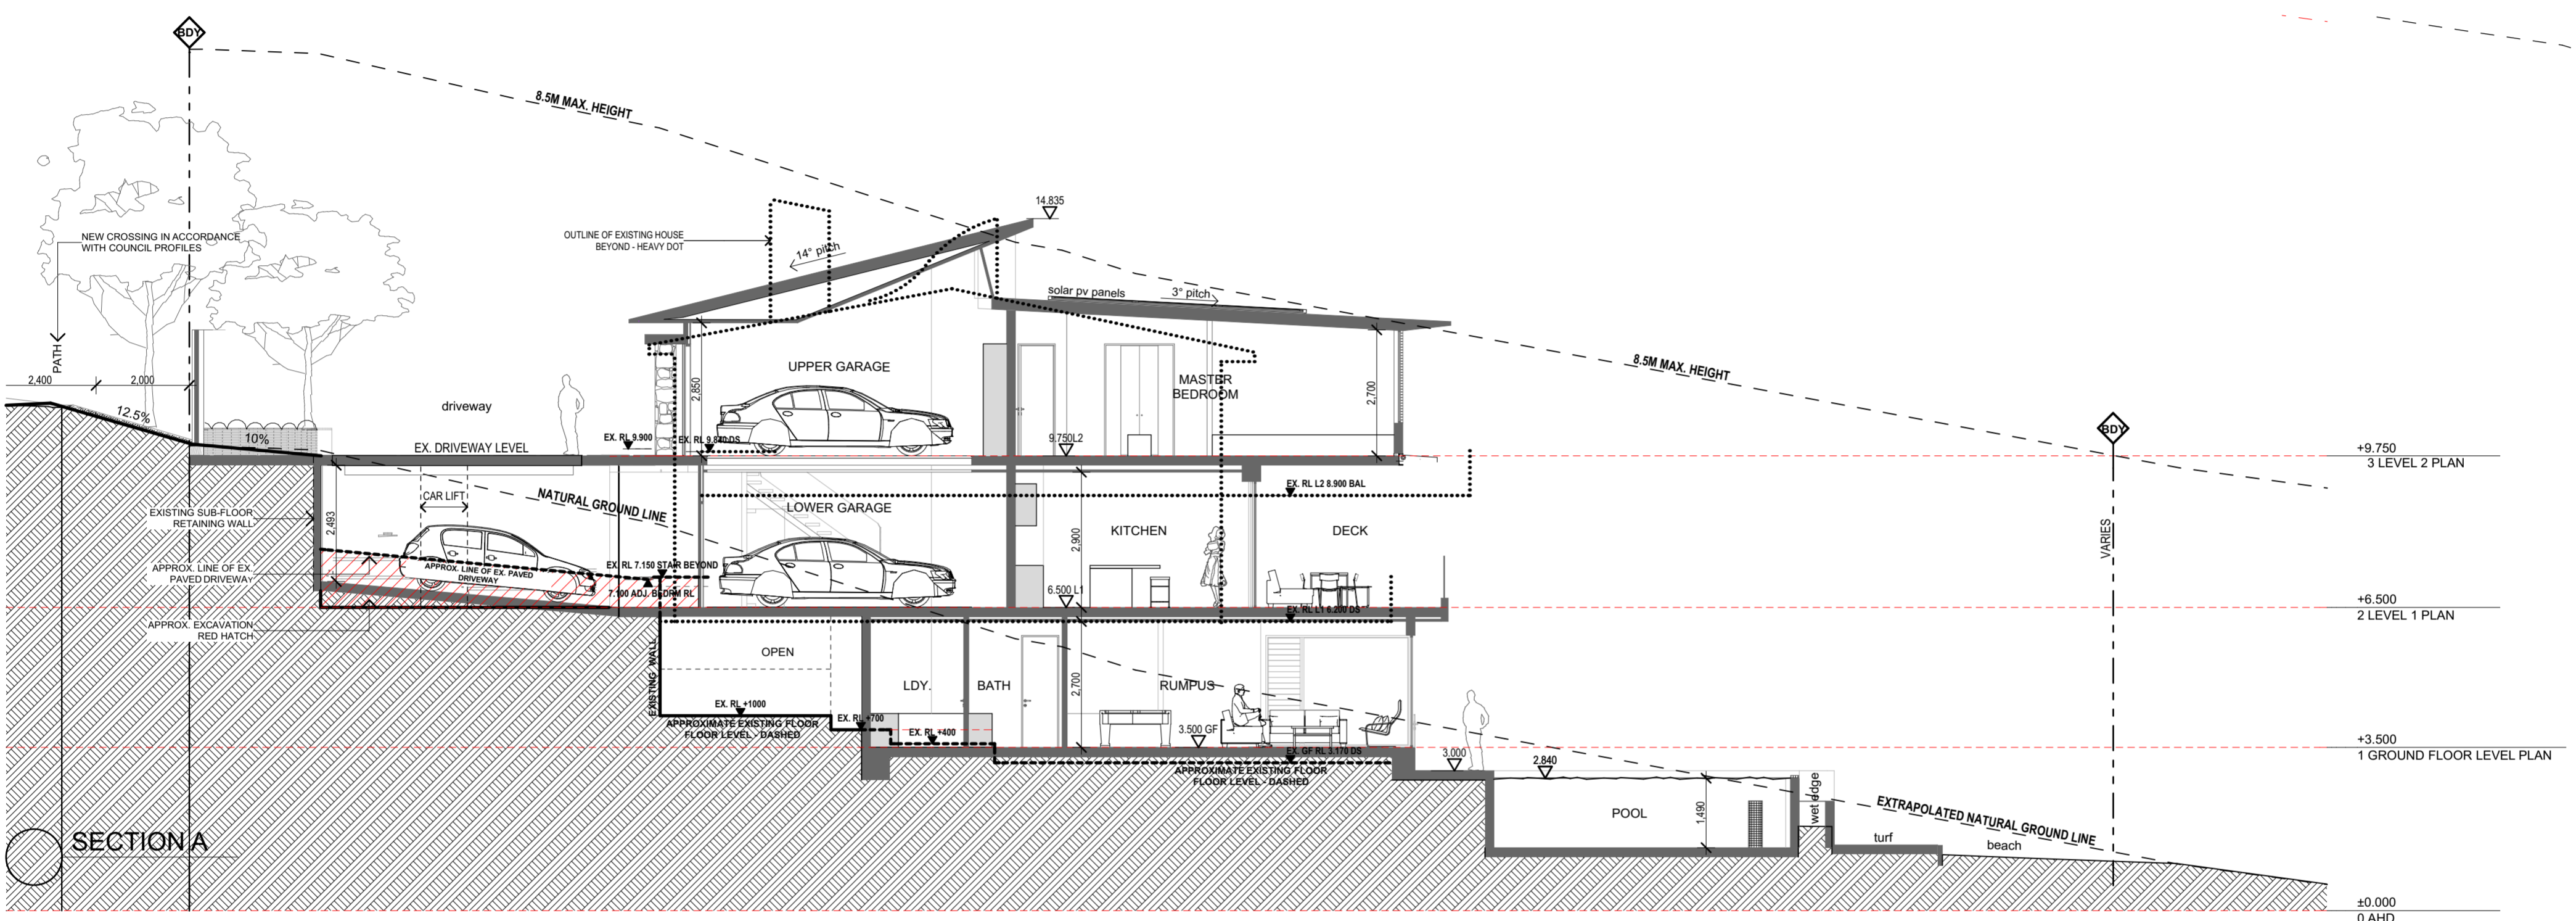 BDY
8.5M MAX. HEIGHT
14.835
OUTLINE OF EXISTING HOUSE
BEYOND - HEAVY DOT
14° pitch
NEW CROSSING IN ACCORDANCE
WITH COUNCIL PROFILES
solar pv panels
3° pitch
PATH
2,400
2,000
12.5%
10%
driveway
EX. DRIVEWAY LEVEL
UPPER GARAGE
2,850
MASTER
BEDROOM
2,700
8.5M MAX. HEIGHT
BDY
EX. RL 9.900
EX. RL 9.840 DS
9.750L2
+9.750
3 LEVEL 2 PLAN
CAR LIFT
NATURAL GROUND LINE
EX. RL L2 8.900 BAL
EXISTING SUB-FLOOR
RETAINING WALL
2,493
LOWER GARAGE
KITCHEN
DECK
2,900
VARIES
APPROX. LINE OF EX.
PAVED DRIVEWAY
APPROX. LINE OF EX. PAVED
DRIVEWAY
EX. RL 7.150 STAIR BEYOND
7.100 ADJ. BEDRM RL
6.500 L1
EX. RL L1 6.200 DS
+6.500
2 LEVEL 1 PLAN
APPROX. EXCAVATION
RED HATCH
EXISTING WALL
OPEN
LDY.
BATH
2,700
RUMPUS
EX. RL +1000
APPROXIMATE EXISTING FLOOR
FLOOR LEVEL - DASHED
EX. RL +700
EX. RL +400
3.500 GF
EX. GF RL 3.170 DS
APPROXIMATE EXISTING FLOOR
FLOOR LEVEL - DASHED
3.000
2.840
+3.500
1 GROUND FLOOR LEVEL PLAN
POOL
1,490
wet edge
EXTRAPOLATED NATURAL GROUND LINE
turf
beach
SECTION A
±0.000
0 AHD